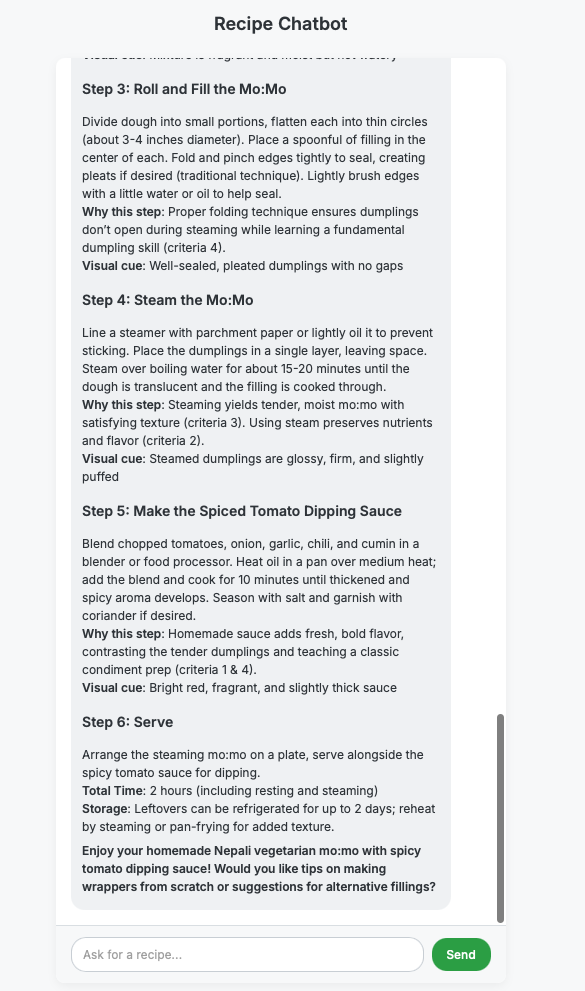 Recipe Chatbot
Step 3: Roll and Fill the Mo:Mo
Divide dough into small portions, flatten each into thin circles
(about 3-4 inches diameter). Place a spoonful of filling in the
center of each. Fold and pinch edges tightly to seal, creating
pleats if desired (traditional technique). Lightly brush edges
with a little water or oil to help seal.
Why this step: Proper folding technique ensures dumplings
don't open during steaming while learning a fundamental
dumpling skill (criteria 4).
Visual cue: Well-sealed, pleated dumplings with no gaps
Step 4: Steam the Mo:Mo
Line a steamer with parchment paper or lightly oil it to prevent
sticking. Place the dumplings in a single layer, leaving space.
Steam over boiling water for about 15-20 minutes until the
dough is translucent and the filling is cooked through.
Why this step: Steaming yields tender, moist mo:mo with
satisfying texture (criteria 3). Using steam preserves nutrients
and flavor (criteria 2).
Visual cue: Steamed dumplings are glossy, firm, and slightly
puffed
Step 5: Make the Spiced Tomato Dipping Sauce
Blend chopped tomatoes, onion, garlic, chili, and cumin in a
blender or food processor. Heat oil in a pan over medium heat;
add the blend and cook for 10 minutes until thickened and
spicy aroma develops. Season with salt and garnish with
coriander if desired.
Why this step: Homemade sauce adds fresh, bold flavor,
contrasting the tender dumplings and teaching a classic
condiment prep (criteria 1 & 4).
Visual cue: Bright red, fragrant, and slightly thick sauce
Step 6: Serve
Arrange the steaming mo:mo on a plate, serve alongside the
spicy tomato sauce for dipping.
Total Time: 2 hours (including resting and steaming)
Storage: Leftovers can be refrigerated for up to 2 days; reheat
by steaming or pan-frying for added texture.
Enjoy your homemade Nepali vegetarian mo:mo with spicy
tomato dipping sauce! Would you like tips on making
wrappers from scratch or suggestions for alternative fillings?
Ask for a recipe...
Send